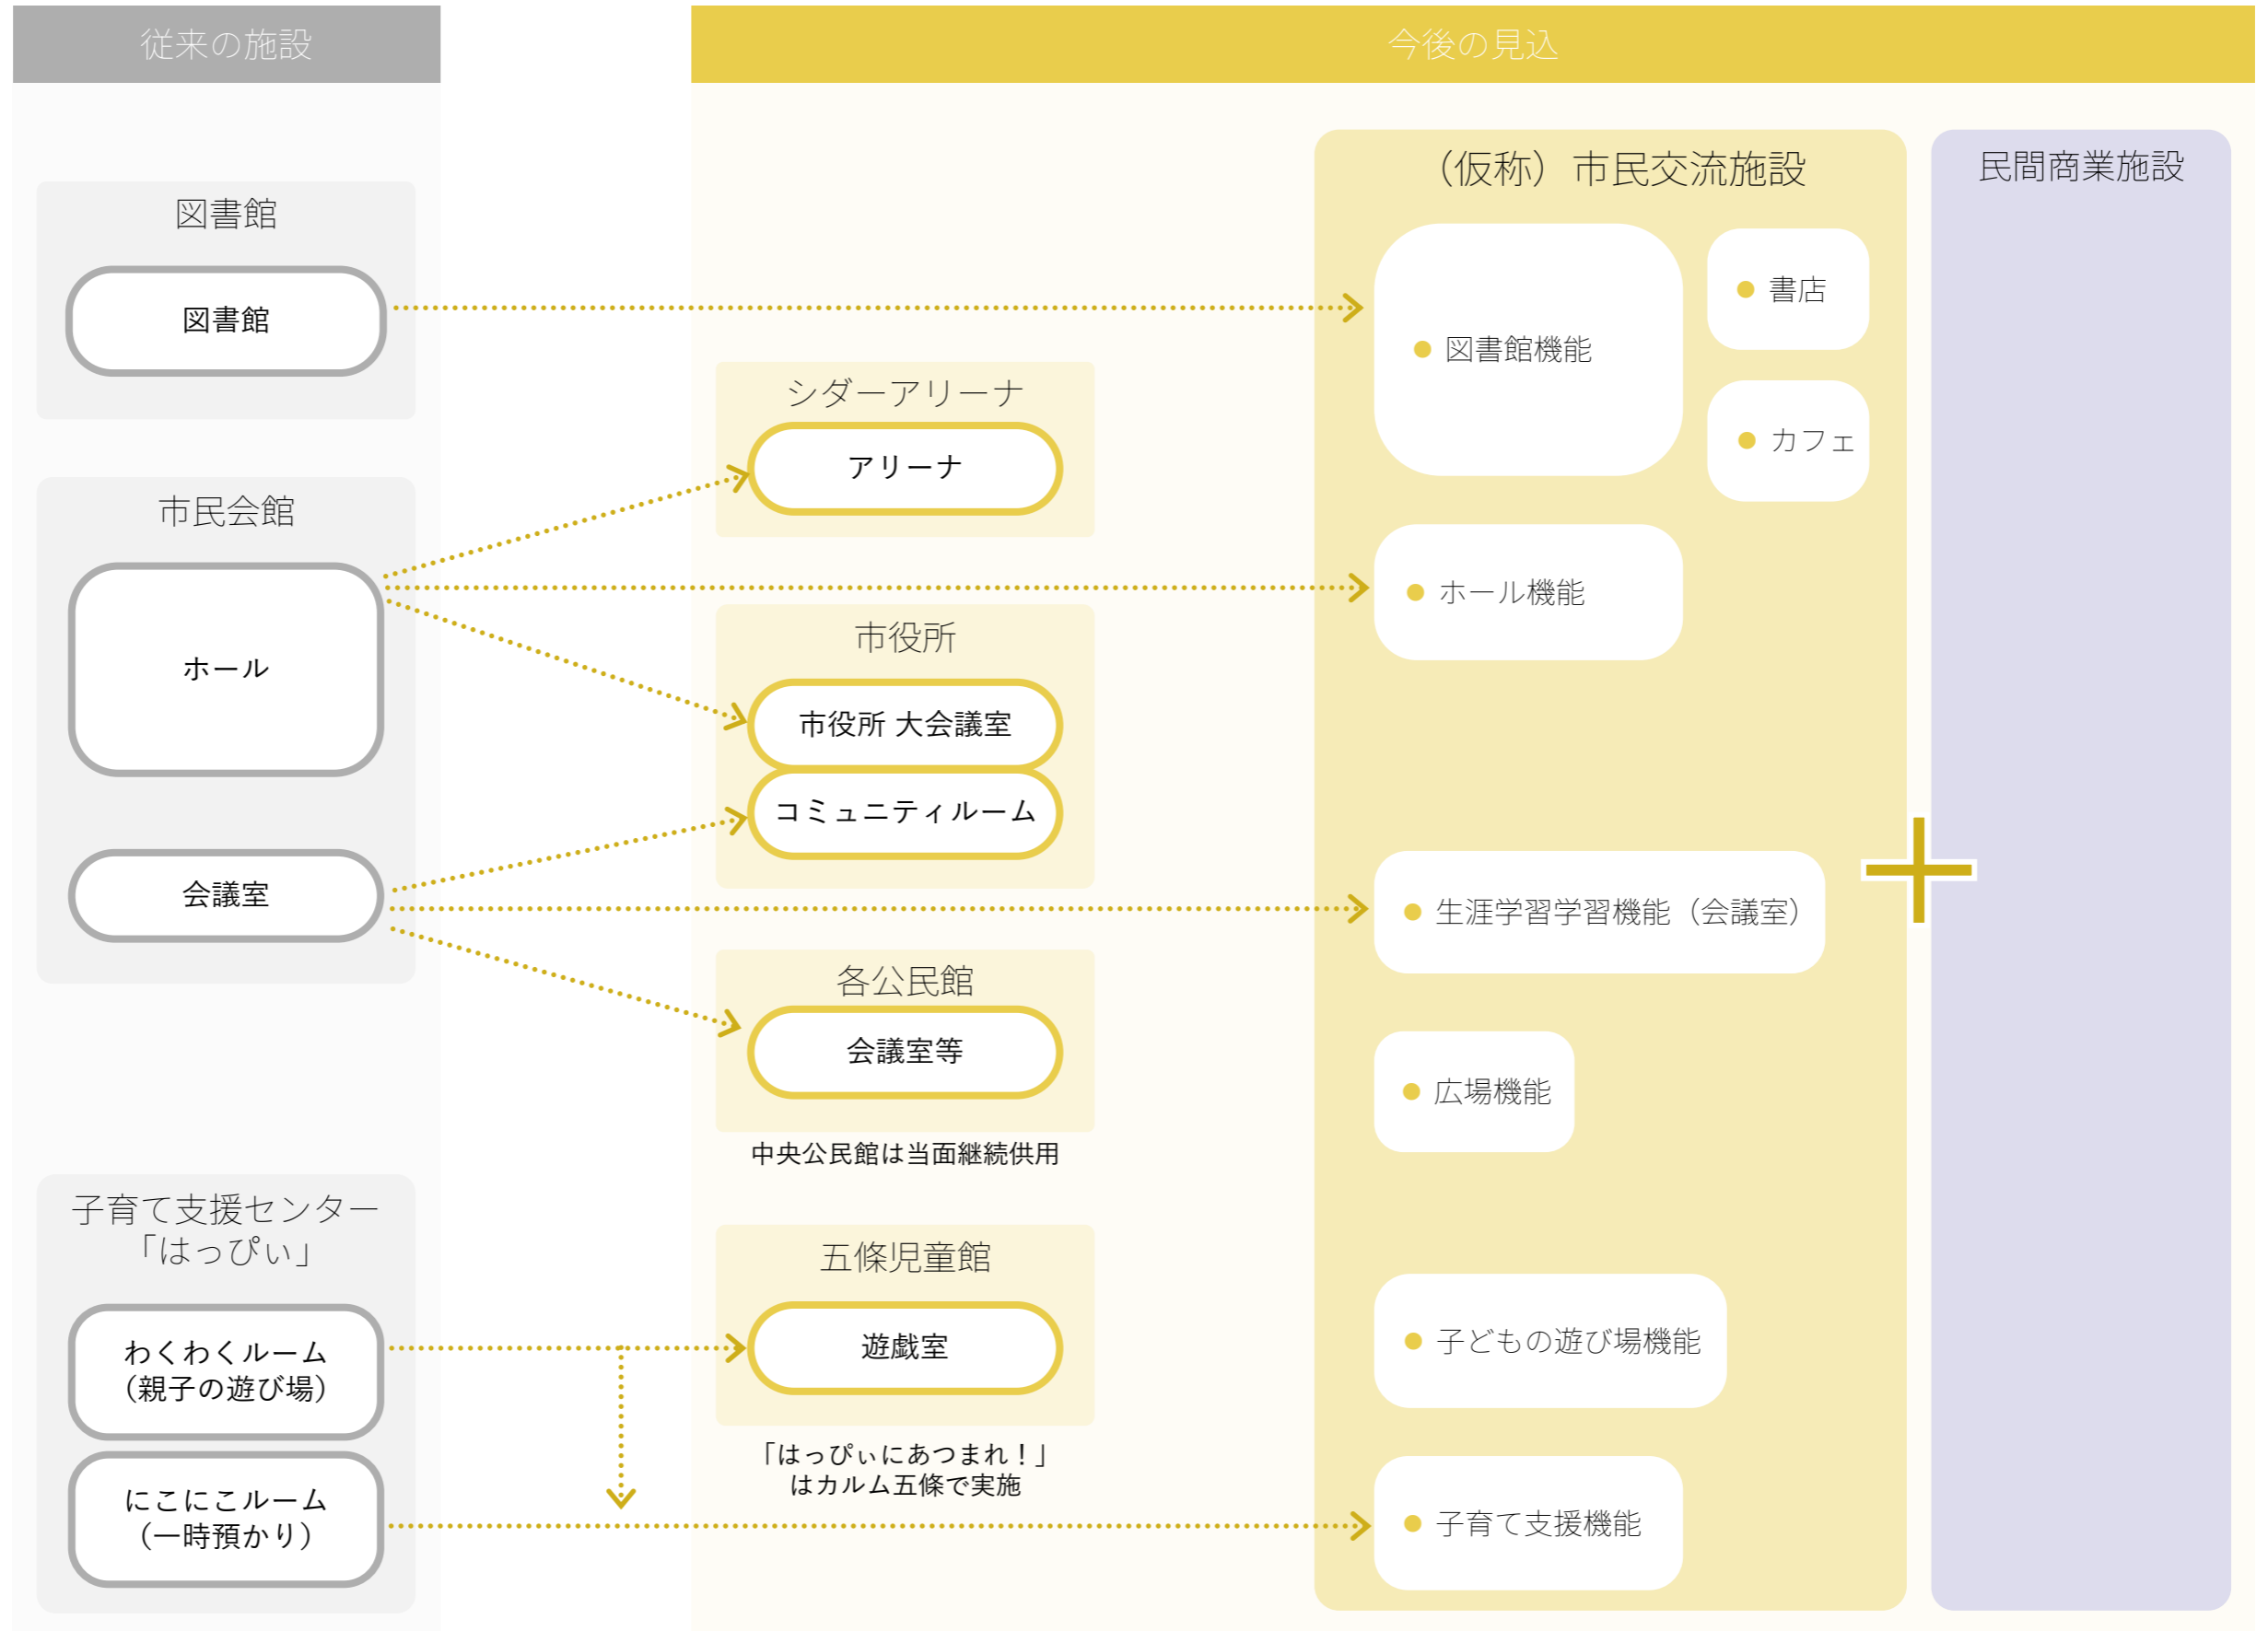 従来の施設
図書館
図書館
市民会館
ホール
会議室
子育て支援センター
「はっぴぃ」
わくわくルーム
（親子の遊び場）
にこにこルーム
（一時預かり）
今後の見込
シダーアリーナ
アリーナ
市役所
市役所 大会議室
コミュニティルーム
各公民館
会議室等
中央公民館は当面継続供用
五條児童館
遊戯室
「はっぴぃにあつまれ！」
はカルム五條で実施
（仮称）市民交流施設
● 図書館機能
● 書店
● カフェ
● ホール機能
● 生涯学習学習機能（会議室）
● 広場機能
● 子どもの遊び場機能
● 子育て支援機能
民間商業施設